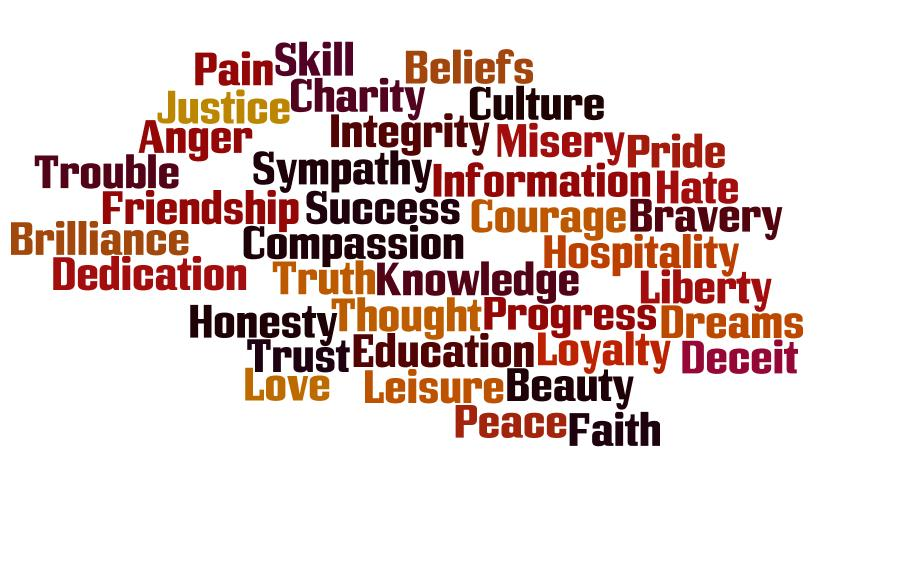 Pain Skill Beliefs
Justice Charity Culture
Anger Integrity Misery Pride
Trouble Sympathy Information Hate
Friendship Success Courage Bravery
Brilliance Compassion Hospitality
Dedication Truth Knowledge Liberty
Honesty Thought Progress Dreams
Trust Education Loyalty Deceit
Love Leisure Beauty
Peace Faith